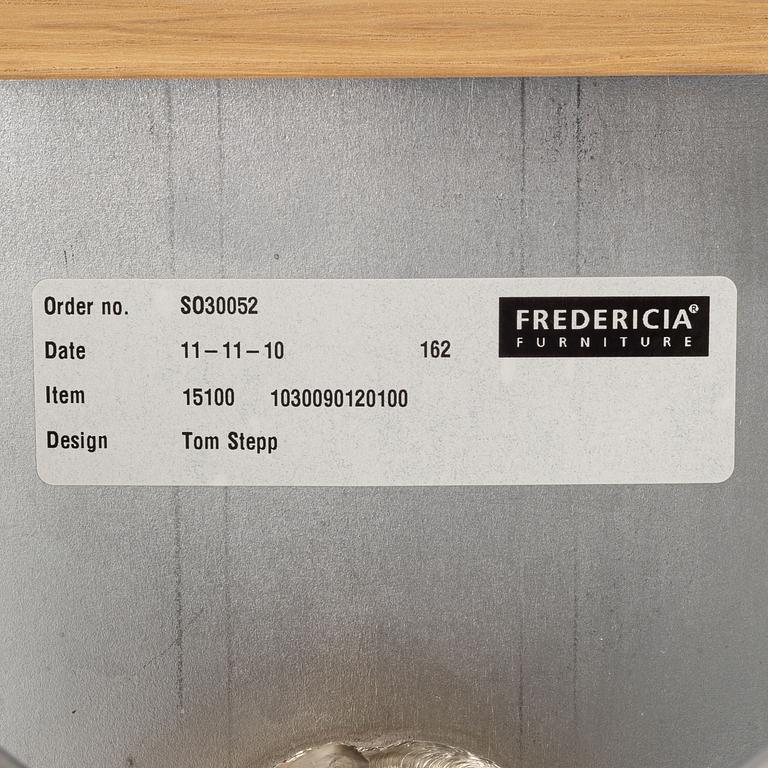 Order no. SO30052
FREDERICIA®
FURNITURE
Date 11-11-10 162
Item 15100 1030090120100
Design Tom Stepp